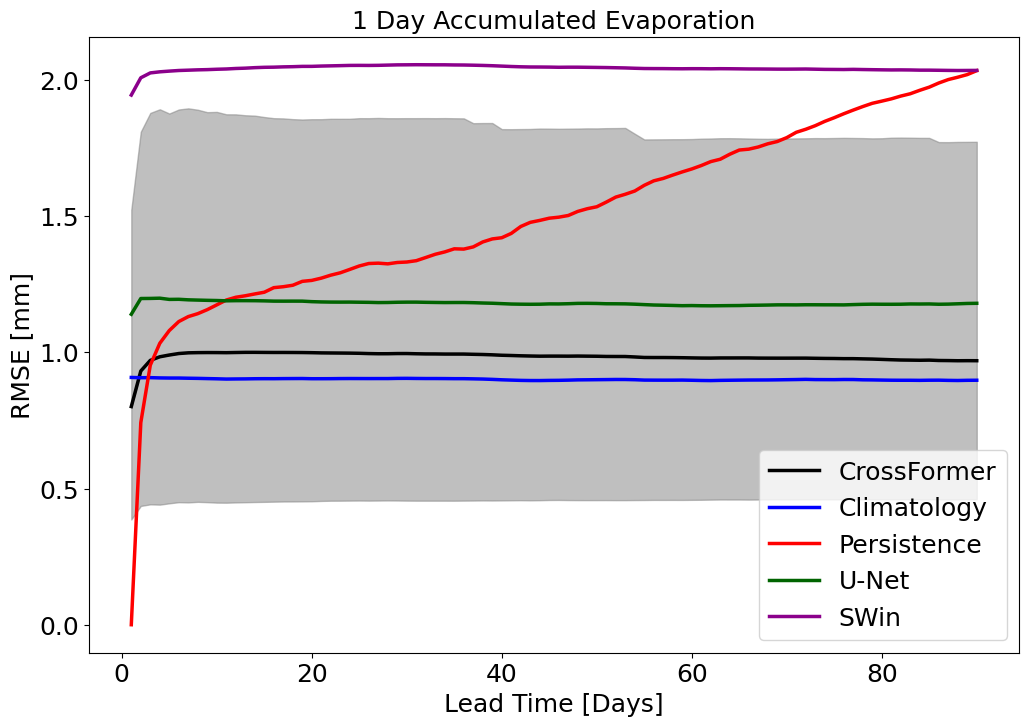 1 Day Accumulated Evaporation
RMSE [mm]
2.0
1.5
1.0
0.5
0.0
CrossFormer
Climatology
Persistence
U-Net
SWin
0 20 40 60 80
Lead Time [Days]